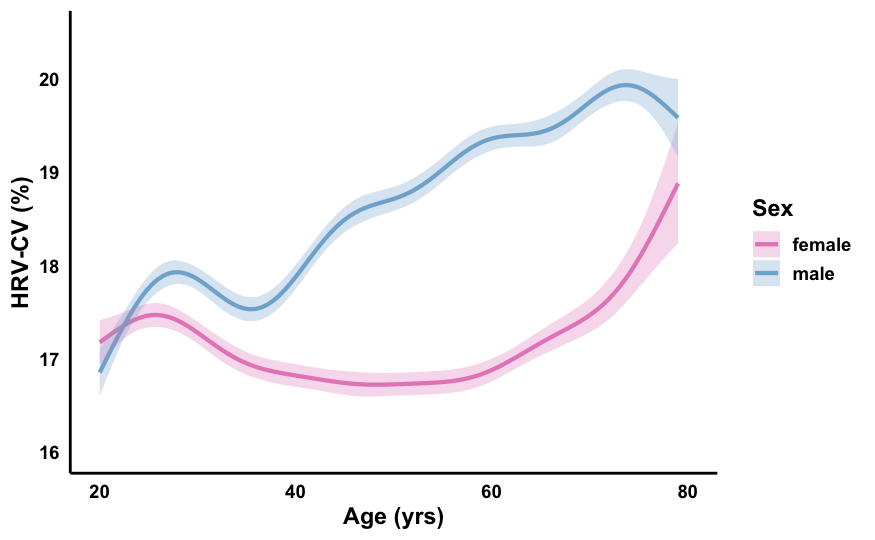 HRV-CV (%)
20
19
18
17
16
20 40 60 80
Age (yrs)
Sex
female
male